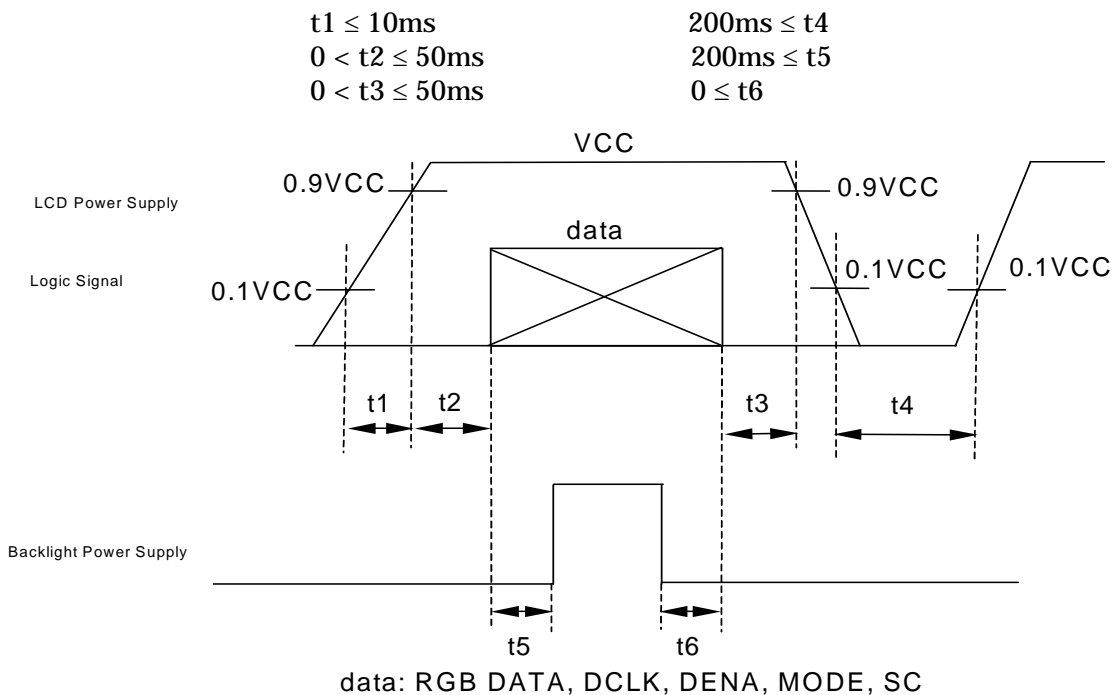 t1 ≤ 10ms 200ms ≤ t4
0 < t2 ≤ 50ms 200ms ≤ t5
0 < t3 ≤ 50ms 0 ≤ t6
VCC
0.9VCC 0.9VCC
LCD Power Supply
data
Logic Signal
0.1VCC 0.1VCC 0.1VCC
t1 t2 t3 t4
Backlight Power Supply
t5 t6
data: RGB DATA, DCLK, DENA, MODE, SC